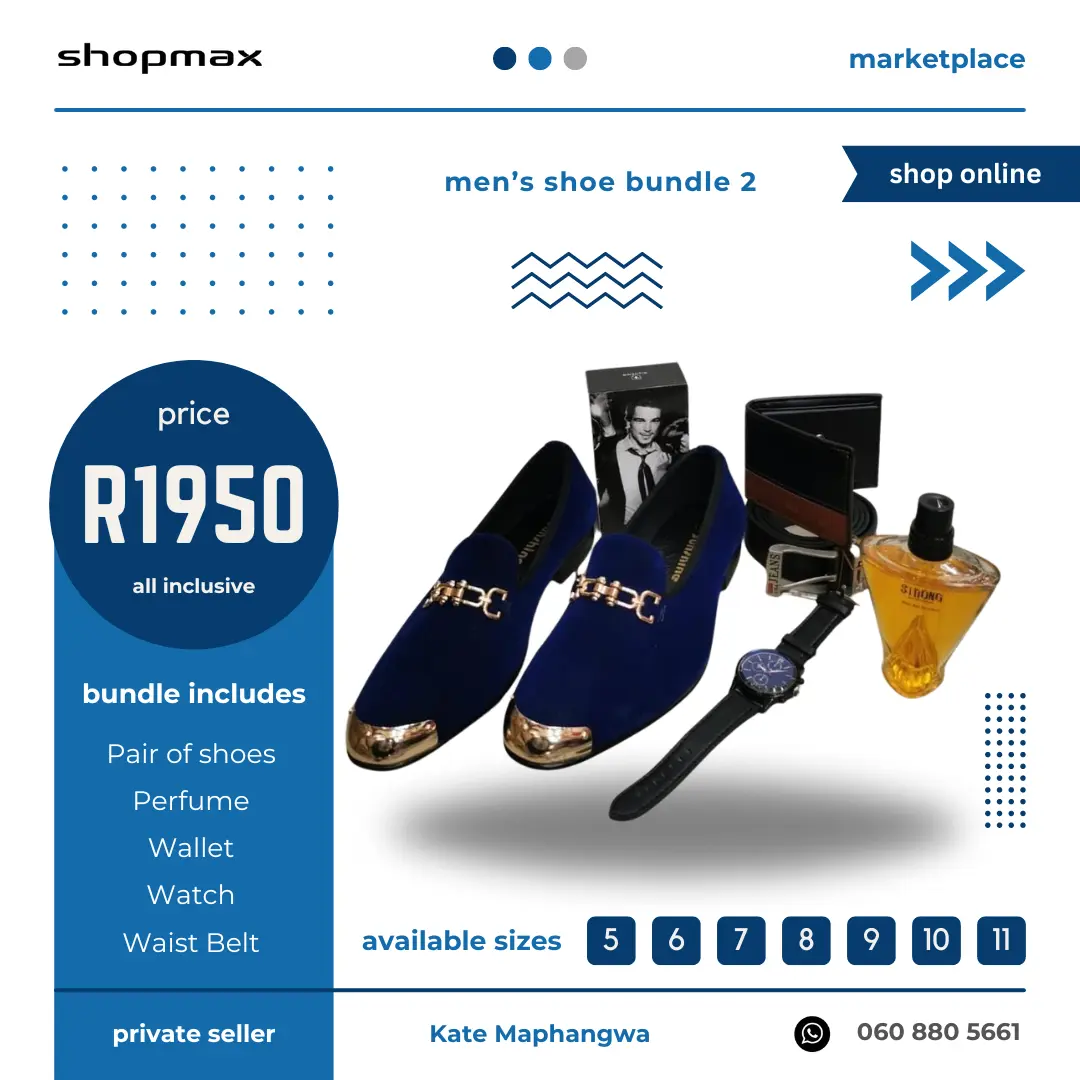 shopmax
marketplace
men's shoe bundle 2
shop online
price
R1950
all inclusive
bundle includes
Pair of shoes
Perfume
Wallet
Watch
Waist Belt
JEANS
STRONG
available sizes
5 6 7 8 9 10 11
private seller
Kate Maphangwa
060 880 5661